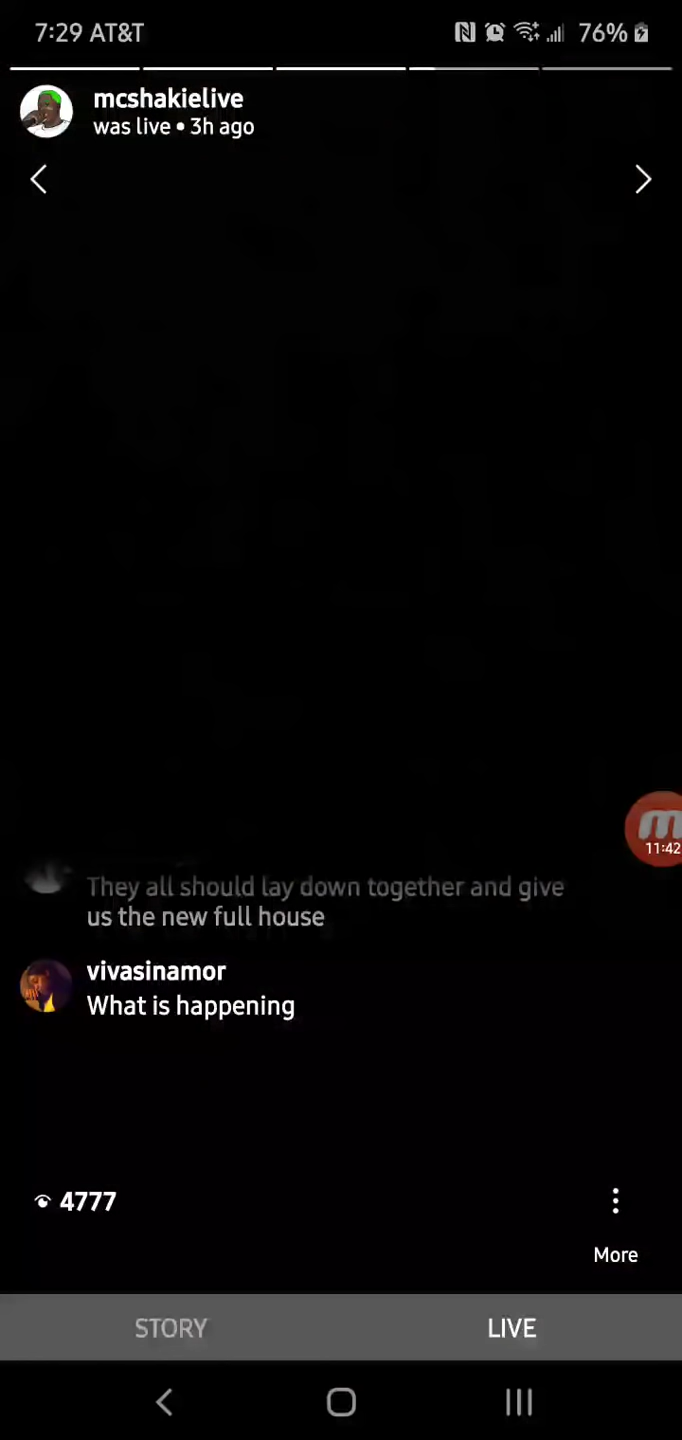 7:29 AT&T 76%
mcshakielive
was live • 3h ago
11:42
They all should lay down together and give
us the new full house
vivasinamor
What is happening
4777
More
STORY LIVE